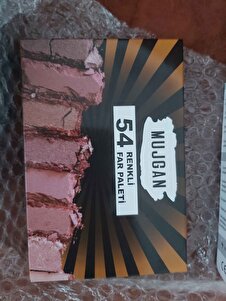 MUJGAN
54
RENKLİ
FAR PALETİ